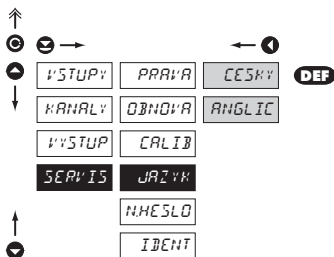 C
VSTUPY PRAVA CESKY DEF
KANALY OBNOVA ANGLIC
VYSTUP CALIB
SERVIS JAZYK
N.HESLO
IDENT